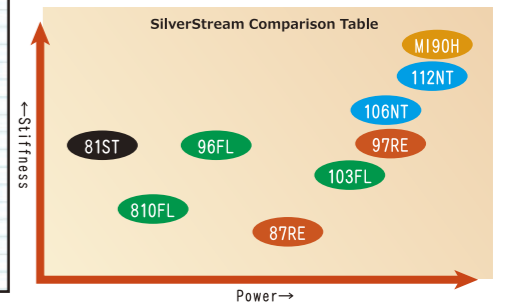 SilverStream Comparison Table
MI90H
112NT
106NT
81ST
96FL
97RE
103FL
810FL
87RE
←Stiffness
Power→